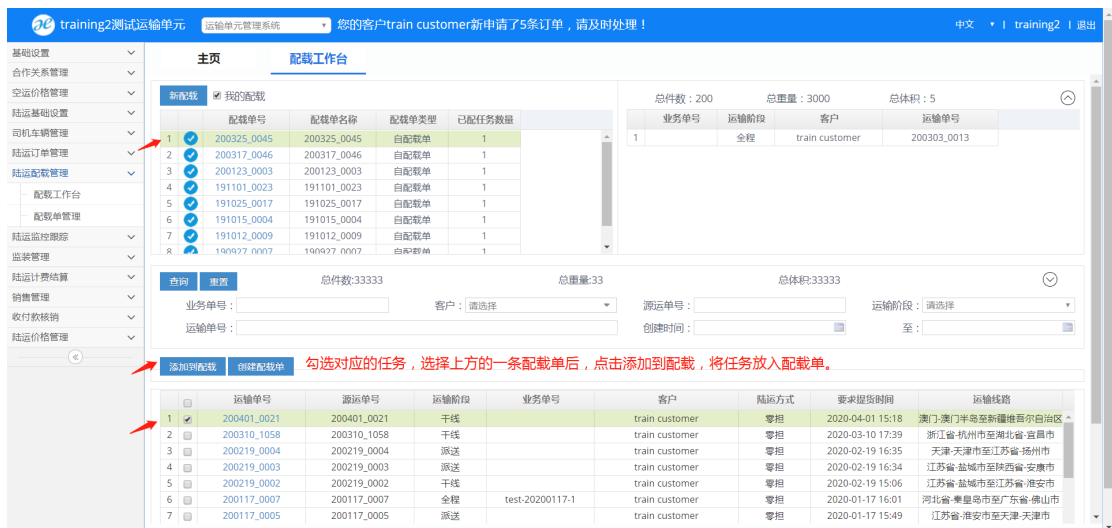 training2测试运输单元 运输单元管理系统 您的客户train customer新申请了5条订单，请及时处理！ 中文 | training2 | 退出
基础设置
合作关系管理
空运价格管理
陆运基础设置
司机车辆管理
陆运订单管理
陆运配载管理
配载工作台
配载单管理
陆运监控跟踪
监装管理
陆运计费结算
销售管理
收付款核销
陆运价格管理
主页 配载工作台
新配载 我的配载
配载单号 配载单名称 配载单类型 已配任务数量
1 200325_0045 200325_0045 自配载单 1
2 200317_0046 200317_0046 自配载单 1
3 200123_0003 200123_0003 自配载单 1
4 191101_0023 191101_0023 自配载单 1
5 191025_0017 191025_0017 自配载单 1
6 191015_0004 191015_0004 自配载单 1
7 191012_0009 191012_0009 自配载单 1
8 190927_0007 190927_0007 自配载单 1
总件数：200 总重量：3000 总体积：5
业务单号 运输阶段 客户 运输单号
1 全程 train customer 200303_0013
查询 重置 总件数:33333 总重量:33 总体积:33333
业务单号： 客户：请选择 源运单号： 运输阶段：请选择
运输单号： 创建时间： 至：
添加到配载 创建配载单 勾选对应的任务，选择上方的一条配载单后，点击添加到配载，将任务放入配载单。
运输单号 源运单号 运输阶段 业务单号 客户 陆运方式 要求提货时间 运输线路
1 200401_0021 200401_0021 干线 train customer 零担 2020-04-01 15:18 澳门-澳门半岛至新疆维吾尔自治区
2 200310_1058 200310_1058 干线 train customer 零担 2020-03-10 17:39 浙江省-杭州市至湖北省-宜昌市
3 200219_0004 200219_0004 派送 train customer 零担 2020-02-19 16:35 天津-天津市至江苏省-扬州市
4 200219_0003 200219_0003 派送 train customer 零担 2020-02-19 16:34 江苏省-盐城市至陕西省-安康市
5 200219_0002 200219_0002 干线 train customer 零担 2020-02-19 15:06 江苏省-盐城市至江苏省-淮安市
6 200117_0007 200117_0007 全程 test-20200117-1 train customer 零担 2020-01-17 16:01 河北省-秦皇岛市至广东省-佛山市
7 200117_0005 200117_0005 派送 train customer 零担 2020-01-17 15:49 江苏省-淮安市至天津-天津市